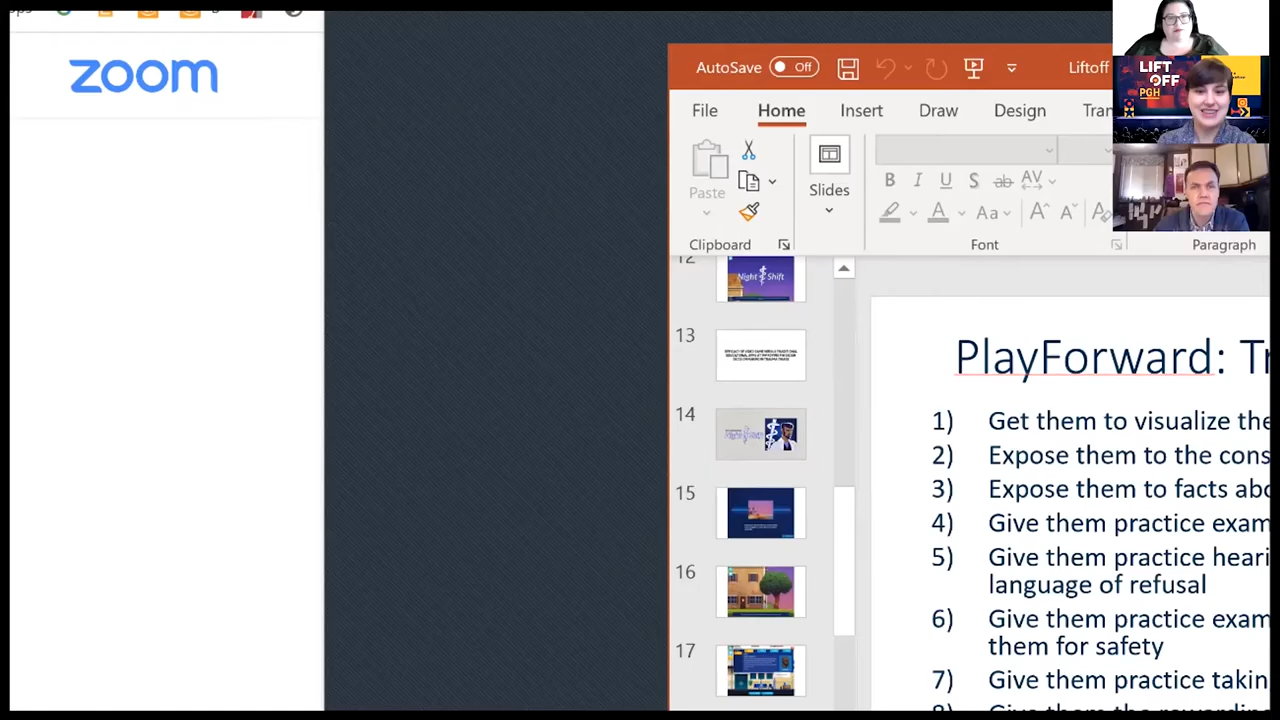 zoom
AutoSave Off
Liftoff
File Home Insert Draw Design Tran
Paste
Slides
B I U S ab AV
Aa A A
Clipboard Font Paragraph
12
Night Shift
13
14
15
16
17
PlayForward: Tr
1) Get them to visualize the
2) Expose them to the cons
3) Expose them to facts abo
4) Give them practice exam
5) Give them practice heari
language of refusal
6) Give them practice exam
them for safety
7) Give them practice takin
LIFT
OFF
PGH